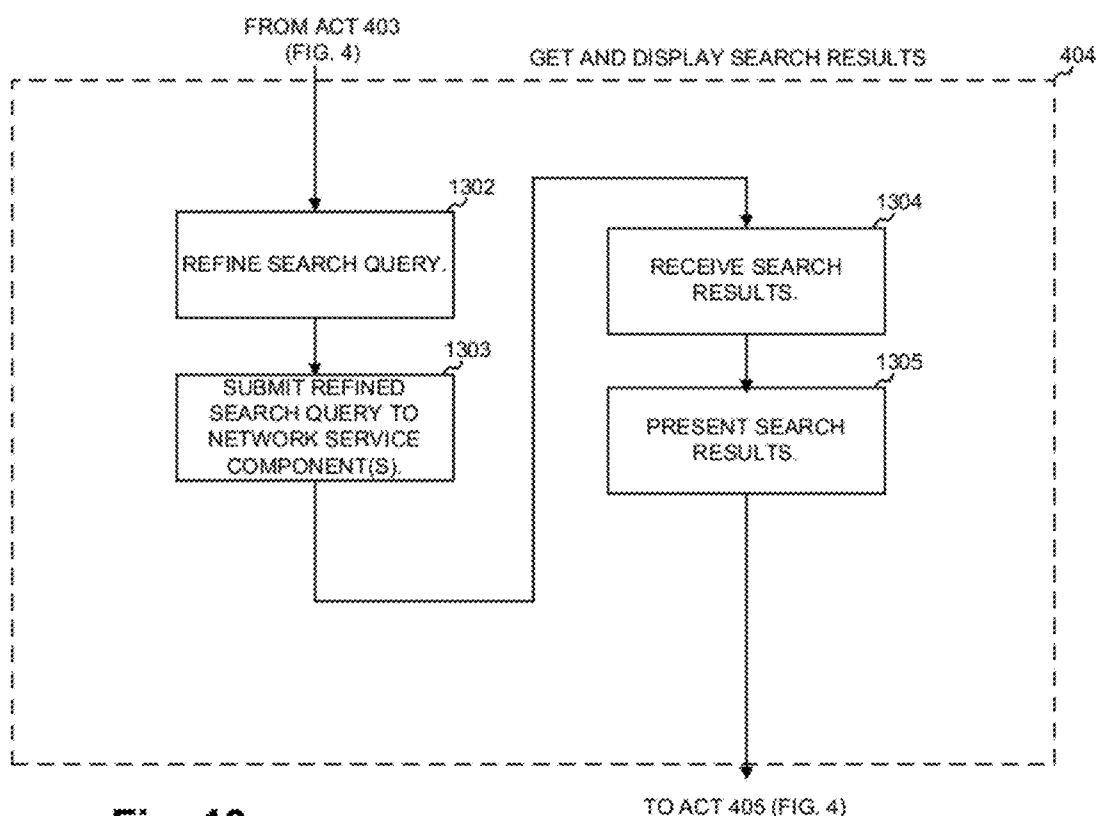 FROM ACT 403
(FIG. 4)
GET AND DISPLAY SEARCH RESULTS
404
1302
REFINE SEARCH QUERY.
1303
SUBMIT REFINED
SEARCH QUERY TO
NETWORK SERVICE
COMPONENT(S).
1304
RECEIVE SEARCH
RESULTS.
1305
PRESENT SEARCH
RESULTS.
TO ACT 405 (FIG. 4)